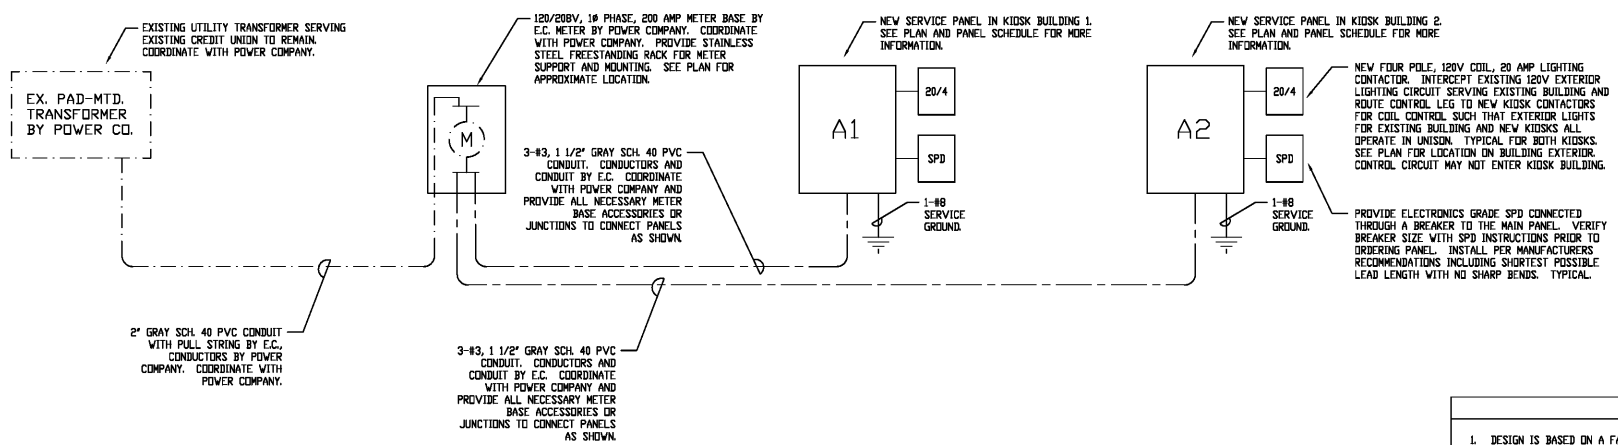 EXISTING UTILITY TRANSFORMER SERVING
EXISTING CREDIT UNION TO REMAIN.
COORDINATE WITH POWER COMPANY.
EX. PAD-MTD.
TRANSFORMER
BY POWER CO.
120/208V, 1Ø PHASE, 200 AMP METER BASE BY
E.C. METER BY POWER COMPANY. COORDINATE
WITH POWER COMPANY. PROVIDE STAINLESS
STEEL FREESTANDING RACK FOR METER
SUPPORT AND MOUNTING. SEE PLAN FOR
APPROXIMATE LOCATION.
M
3-#3, 1 1/2" GRAY SCH. 40 PVC
CONDUIT. CONDUCTORS AND
CONDUIT BY E.C. COORDINATE
WITH POWER COMPANY AND
PROVIDE ALL NECESSARY METER
BASE ACCESSORIES OR
JUNCTIONS TO CONNECT PANELS
AS SHOWN.
NEW SERVICE PANEL IN KIOSK BUILDING 1.
SEE PLAN AND PANEL SCHEDULE FOR MORE
INFORMATION.
A1
20/4
SPD
1-#8
SERVICE
GROUND.
NEW SERVICE PANEL IN KIOSK BUILDING 2.
SEE PLAN AND PANEL SCHEDULE FOR MORE
INFORMATION.
A2
20/4
SPD
1-#8
SERVICE
GROUND.
NEW FOUR POLE, 120V COIL, 20 AMP LIGHTING
CONTACTOR. INTERCEPT EXISTING 120V EXTERIOR
LIGHTING CIRCUIT SERVING EXISTING BUILDING AND
ROUTE CONTROL LEG TO NEW KIOSK CONTACTORS
FOR COIL CONTROL SUCH THAT EXTERIOR LIGHTS
FOR EXISTING BUILDING AND NEW KIOSKS ALL
OPERATE IN UNISON. TYPICAL FOR BOTH KIOSKS.
SEE PLAN FOR LOCATION ON BUILDING EXTERIOR.
CONTROL CIRCUIT MAY NOT ENTER KIOSK BUILDING.
PROVIDE ELECTRONICS GRADE SPD CONNECTED
THROUGH A BREAKER TO THE MAIN PANEL. VERIFY
BREAKER SIZE WITH SPD INSTRUCTIONS PRIOR TO
ORDERING PANEL. INSTALL PER MANUFACTURERS
RECOMMENDATIONS INCLUDING SHORTEST POSSIBLE
LEAD LENGTH WITH NO SHARP BENDS. TYPICAL.
2" GRAY SCH. 40 PVC CONDUIT
WITH PULL STRING BY E.C.,
CONDUCTORS BY POWER
COMPANY. COORDINATE WITH
POWER COMPANY.
3-#3, 1 1/2" GRAY SCH. 40 PVC
CONDUIT. CONDUCTORS AND
CONDUIT BY E.C. COORDINATE
WITH POWER COMPANY AND
PROVIDE ALL NECESSARY METER
BASE ACCESSORIES OR
JUNCTIONS TO CONNECT PANELS
AS SHOWN.
1. DESIGN IS BASED ON A